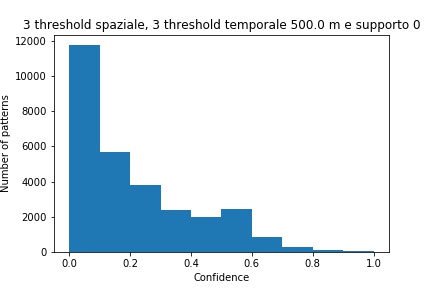 3 threshold spaziale, 3 threshold temporale 500.0 m e supporto 0
12000
10000
8000
6000
4000
2000
0
Number of patterns
0.0 0.2 0.4 0.6 0.8 1.0
Confidence